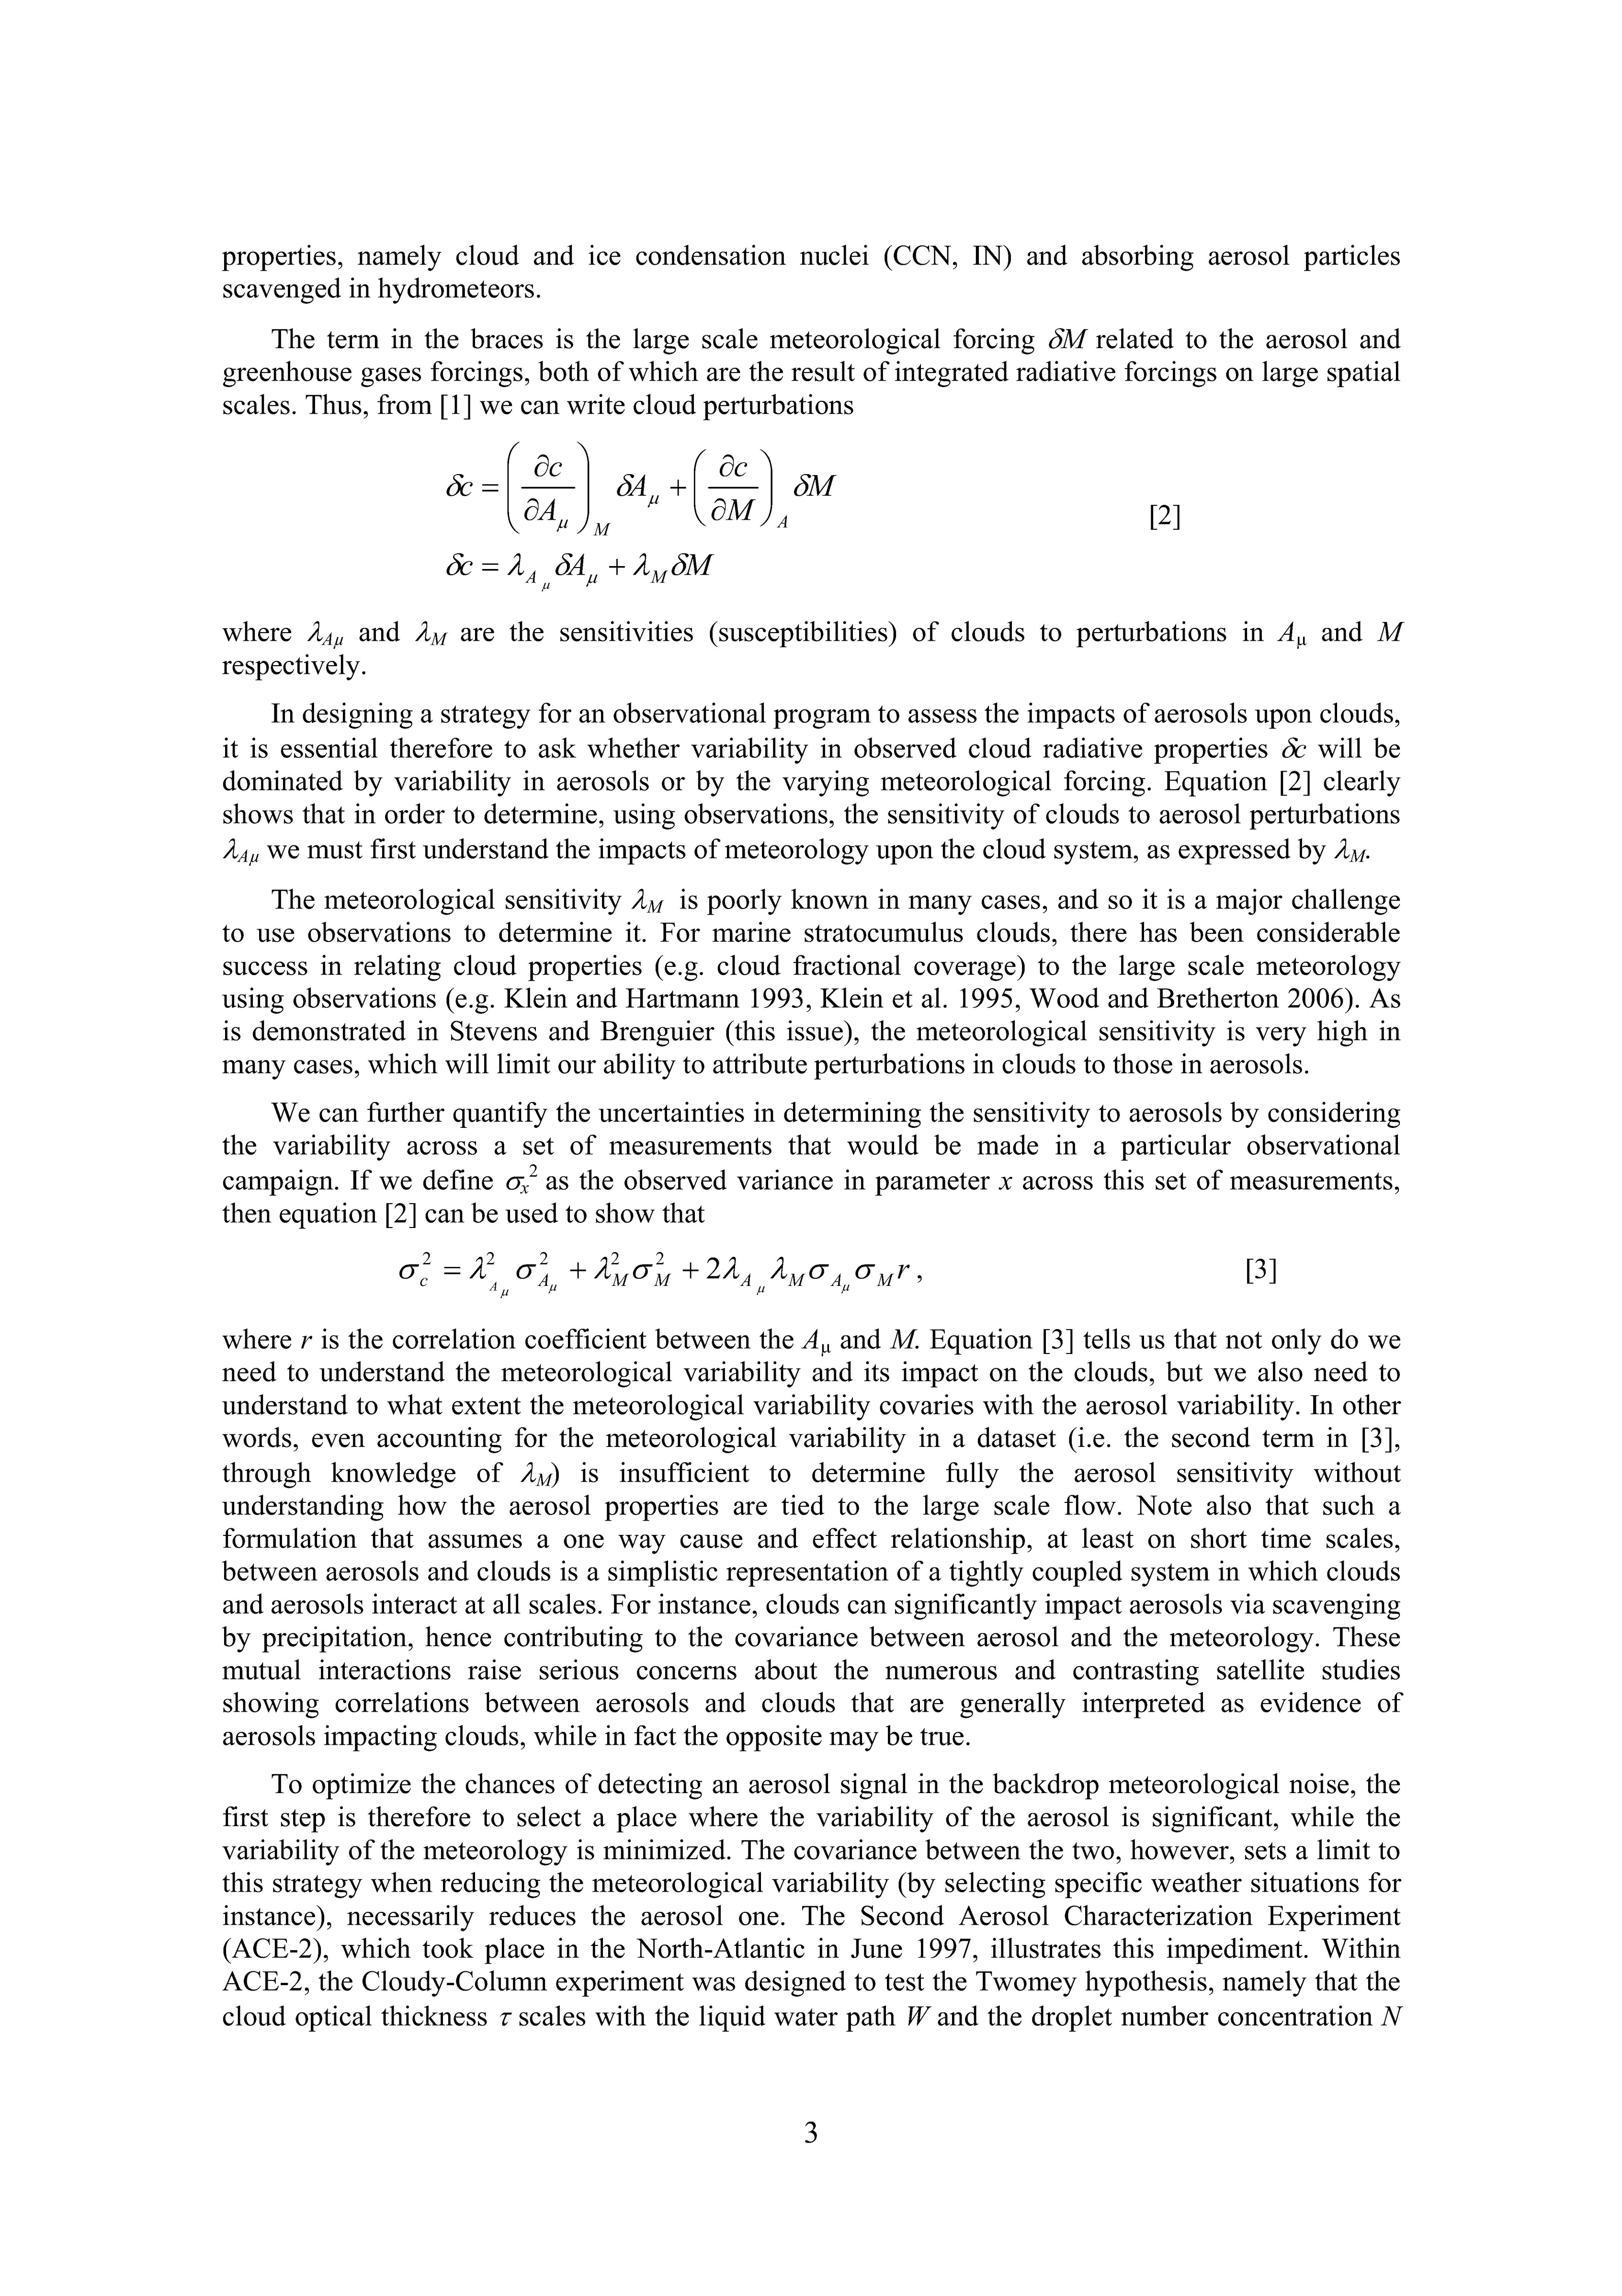 properties, namely cloud and ice condensation nuclei (CCN, IN) and absorbing aerosol particles
scavenged in hydrometeors.
The term in the braces is the large scale meteorological forcing δM related to the aerosol and
greenhouse gases forcings, both of which are the result of integrated radiative forcings on large spatial
scales. Thus, from [1] we can write cloud perturbations
δc = (∂c/∂A_μ)_M δA_μ + (∂c/∂M)_A δM
[2]
δc = λ_{A_μ} δA_μ + λ_M δM
where λ_{Aμ} and λ_M are the sensitivities (susceptibilities) of clouds to perturbations in A_μ and M
respectively.
In designing a strategy for an observational program to assess the impacts of aerosols upon clouds,
it is essential therefore to ask whether variability in observed cloud radiative properties δc will be
dominated by variability in aerosols or by the varying meteorological forcing. Equation [2] clearly
shows that in order to determine, using observations, the sensitivity of clouds to aerosol perturbations
λ_{Aμ} we must first understand the impacts of meteorology upon the cloud system, as expressed by λ_M.
The meteorological sensitivity λ_M is poorly known in many cases, and so it is a major challenge
to use observations to determine it. For marine stratocumulus clouds, there has been considerable
success in relating cloud properties (e.g. cloud fractional coverage) to the large scale meteorology
using observations (e.g. Klein and Hartmann 1993, Klein et al. 1995, Wood and Bretherton 2006). As
is demonstrated in Stevens and Brenguier (this issue), the meteorological sensitivity is very high in
many cases, which will limit our ability to attribute perturbations in clouds to those in aerosols.
We can further quantify the uncertainties in determining the sensitivity to aerosols by considering
the variability across a set of measurements that would be made in a particular observational
campaign. If we define σ_x^2 as the observed variance in parameter x across this set of measurements,
then equation [2] can be used to show that
σ_c^2 = λ_{A_μ}^2 σ_{A_μ}^2 + λ_M^2 σ_M^2 + 2λ_{A_μ} λ_M σ_{A_μ} σ_M r , [3]
where r is the correlation coefficient between the A_μ and M. Equation [3] tells us that not only do we
need to understand the meteorological variability and its impact on the clouds, but we also need to
understand to what extent the meteorological variability covaries with the aerosol variability. In other
words, even accounting for the meteorological variability in a dataset (i.e. the second term in [3],
through knowledge of λ_M) is insufficient to determine fully the aerosol sensitivity without
understanding how the aerosol properties are tied to the large scale flow. Note also that such a
formulation that assumes a one way cause and effect relationship, at least on short time scales,
between aerosols and clouds is a simplistic representation of a tightly coupled system in which clouds
and aerosols interact at all scales. For instance, clouds can significantly impact aerosols via scavenging
by precipitation, hence contributing to the covariance between aerosol and the meteorology. These
mutual interactions raise serious concerns about the numerous and contrasting satellite studies
showing correlations between aerosols and clouds that are generally interpreted as evidence of
aerosols impacting clouds, while in fact the opposite may be true.
To optimize the chances of detecting an aerosol signal in the backdrop meteorological noise, the
first step is therefore to select a place where the variability of the aerosol is significant, while the
variability of the meteorology is minimized. The covariance between the two, however, sets a limit to
this strategy when reducing the meteorological variability (by selecting specific weather situations for
instance), necessarily reduces the aerosol one. The Second Aerosol Characterization Experiment
(ACE-2), which took place in the North-Atlantic in June 1997, illustrates this impediment. Within
ACE-2, the Cloudy-Column experiment was designed to test the Twomey hypothesis, namely that the
cloud optical thickness τ scales with the liquid water path W and the droplet number concentration N
3